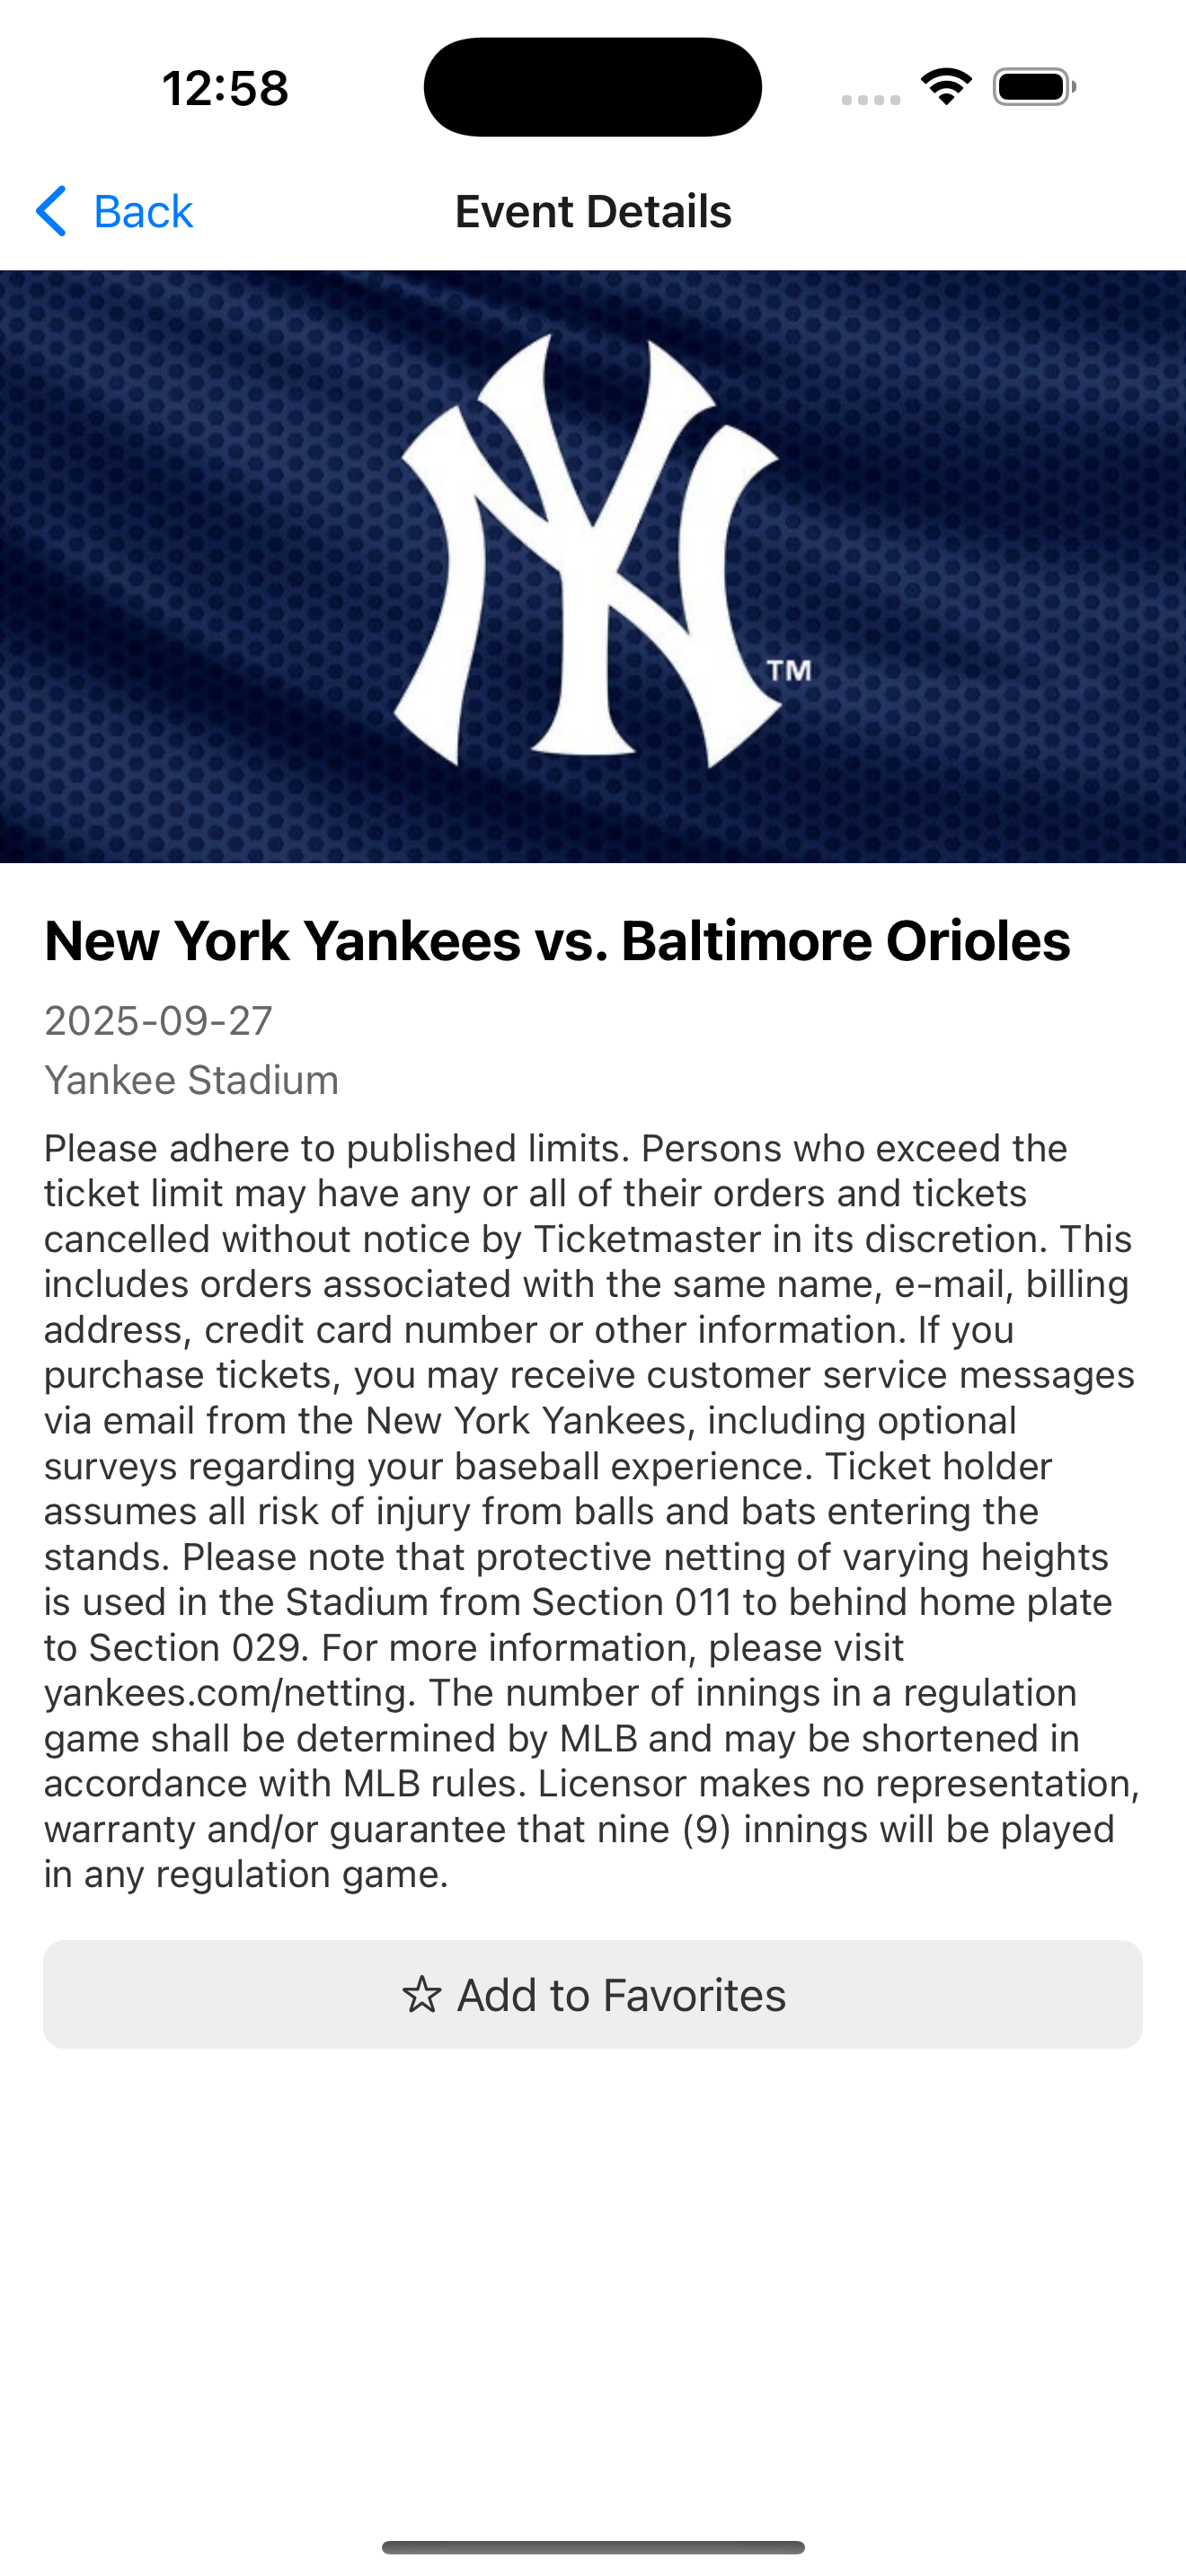 12:58
Back
Event Details
NY
TM
New York Yankees vs. Baltimore Orioles
2025-09-27
Yankee Stadium
Please adhere to published limits. Persons who exceed the
ticket limit may have any or all of their orders and tickets
cancelled without notice by Ticketmaster in its discretion. This
includes orders associated with the same name, e-mail, billing
address, credit card number or other information. If you
purchase tickets, you may receive customer service messages
via email from the New York Yankees, including optional
surveys regarding your baseball experience. Ticket holder
assumes all risk of injury from balls and bats entering the
stands. Please note that protective netting of varying heights
is used in the Stadium from Section 011 to behind home plate
to Section 029. For more information, please visit
yankees.com/netting. The number of innings in a regulation
game shall be determined by MLB and may be shortened in
accordance with MLB rules. Licensor makes no representation,
warranty and/or guarantee that nine (9) innings will be played
in any regulation game.
☆ Add to Favorites